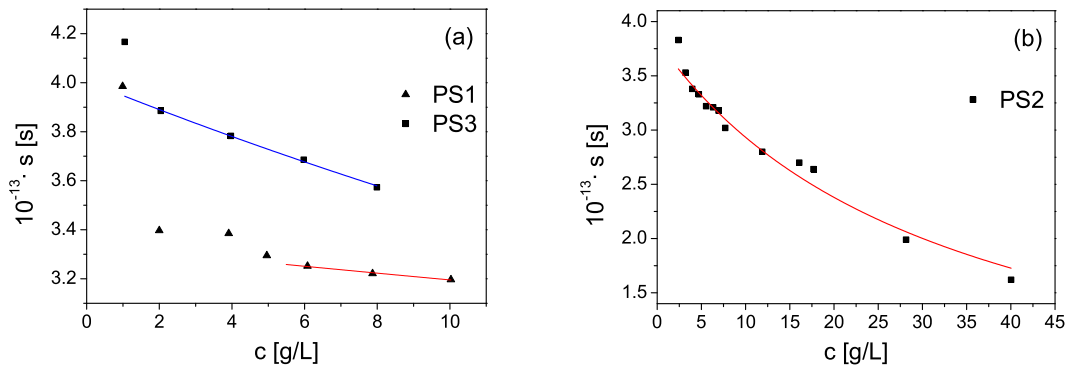 (a)
PS1
PS3
10⁻¹³· s [s]
4.2
4.0
3.8
3.6
3.4
3.2
0 2 4 6 8 10
c [g/L]
(b)
PS2
10⁻¹³· s [s]
4.0
3.5
3.0
2.5
2.0
1.5
0 5 10 15 20 25 30 35 40 45
c [g/L]